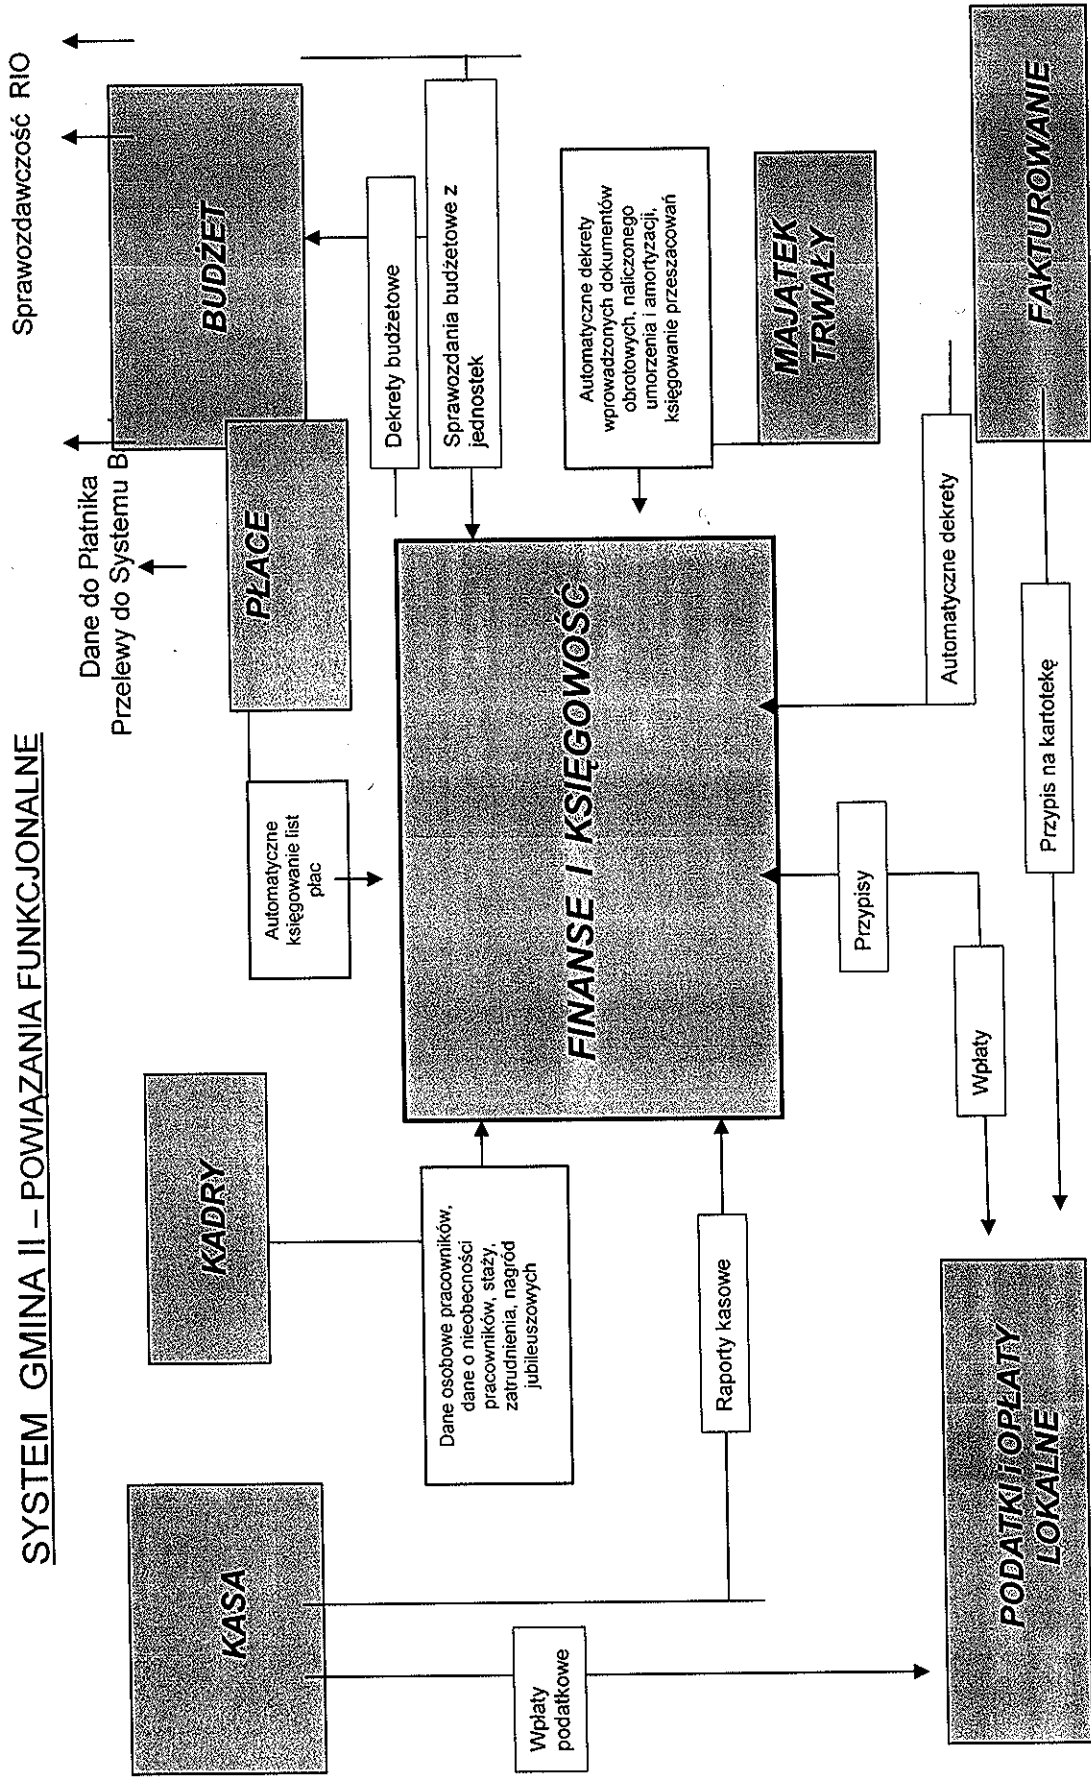 SYSTEM GMINA II – POWIĄZANIA FUNKCJONALNE
Sprawozdawczość RIO
Dane do Płatnika
Przelewy do Systemu B
KASA
KADRY
PŁACE
BUDŻET
Automatyczne
księgowanie list
płac
Dekrety budżetowe
Sprawozdania budżetowe z
jednostek
Wpłaty
podatkowe
Dane osobowe pracowników,
dane o nieobecności
pracowników, staży,
zatrudnienia, nagród
jubileuszowych
Raporty kasowe
FINANSE I KSIĘGOWOŚĆ
Automatyczne dekrety
wprowadzonych dokumentów
obrotowych, naliczonego
umorzenia i amortyzacji,
księgowanie przeszacowań
MAJĄTEK
TRWAŁY
Przypisy
Automatyczne dekrety
Wpłaty
Przypis na kartotekę
PODATKI i OPŁATY
LOKALNE
FAKTUROWANIE